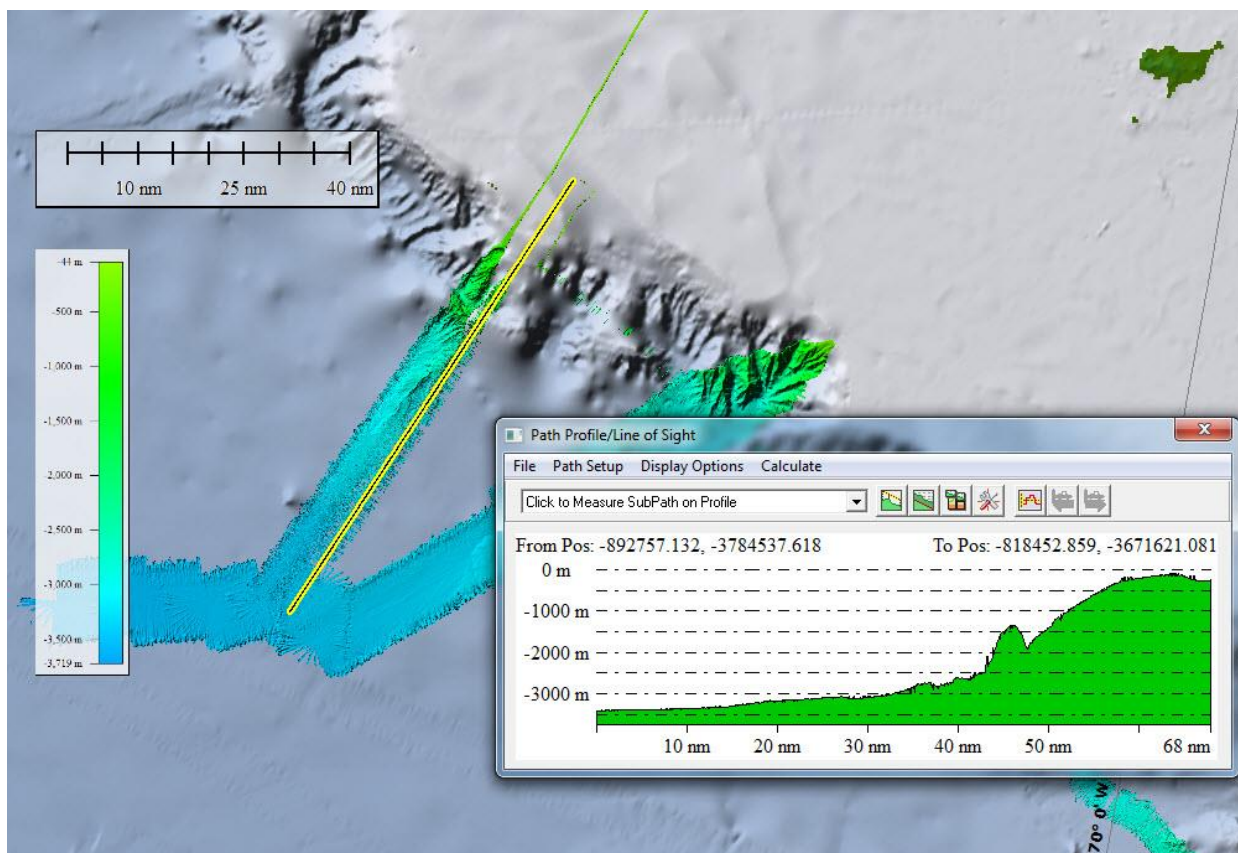 10 nm 25 nm 40 nm
-44 m
-500 m
-1,000 m
-1,500 m
-2,000 m
-2,500 m
-3,000 m
-3,500 m
-3,719 m
Path Profile/Line of Sight
File Path Setup Display Options Calculate
Click to Measure SubPath on Profile
From Pos: -892757.132, -3784537.618 To Pos: -818452.859, -3671621.081
0 m
-1000 m
-2000 m
-3000 m
10 nm 20 nm 30 nm 40 nm 50 nm 68 nm
70° 0' W